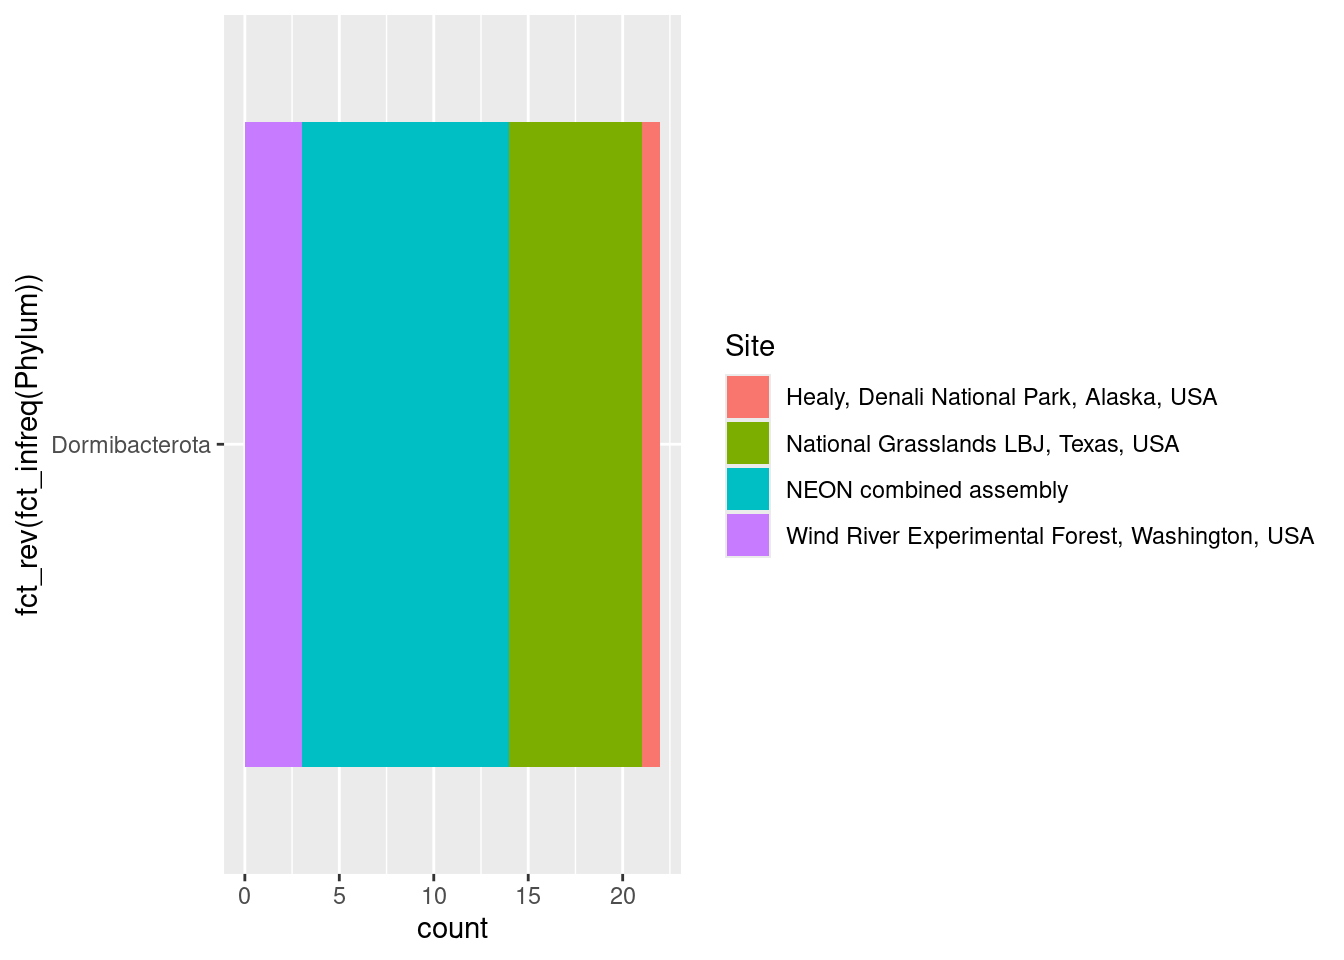 fct_rev(fct_infreq(Phylum))
Dormibacterota
0 5 10 15 20
count
Site
Healy, Denali National Park, Alaska, USA
National Grasslands LBJ, Texas, USA
NEON combined assembly
Wind River Experimental Forest, Washington, USA